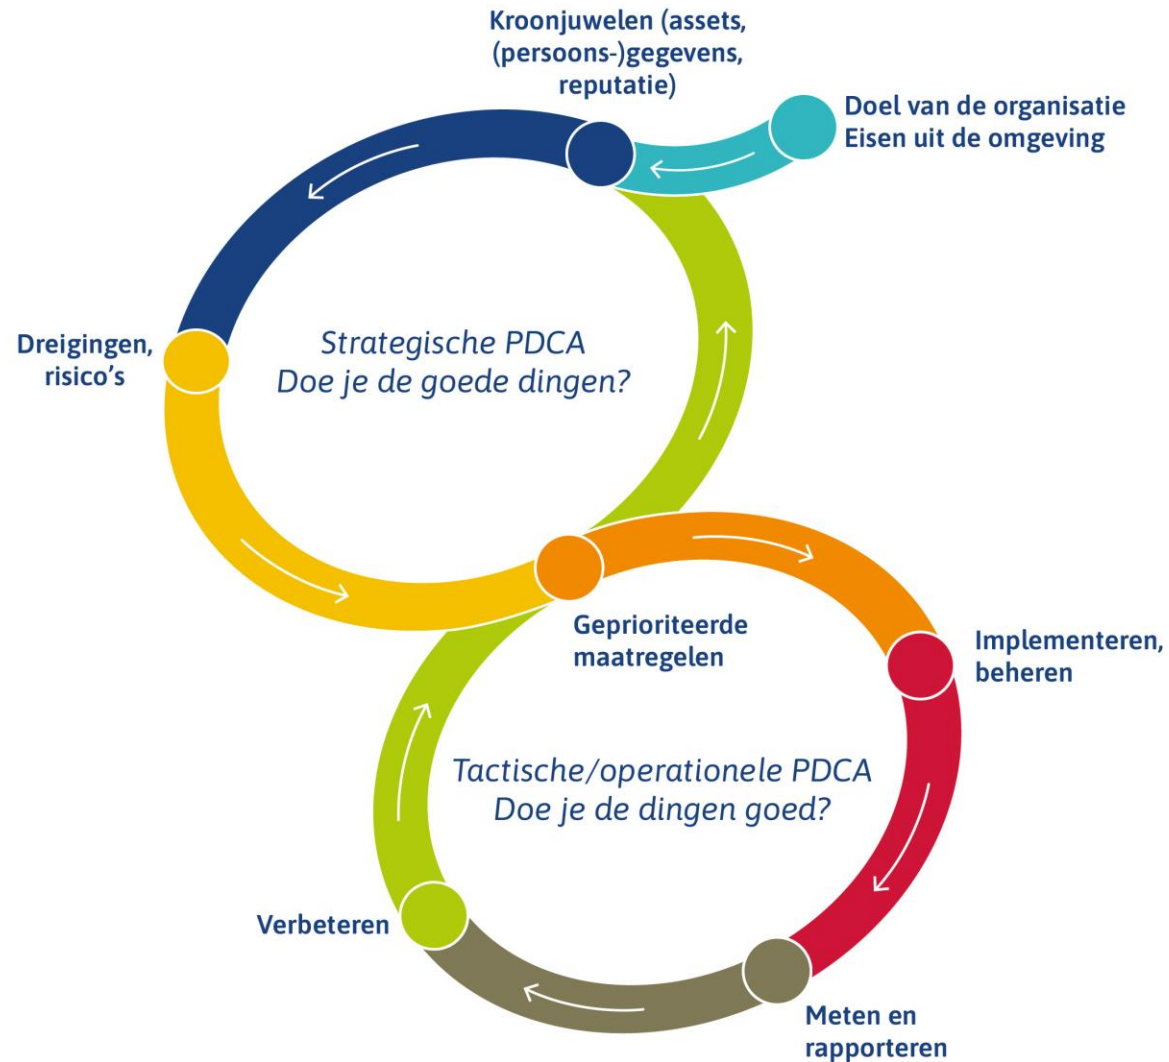 Kroonjuwelen (assets,
(persoons-)gegevens,
reputatie)
Doel van de organisatie
Eisen uit de omgeving
Dreigingen,
risico's
Strategische PDCA
Doe je de goede dingen?
Geprioriteerde
maatregelen
Implementeren,
beheren
Tactische/operationele PDCA
Doe je de dingen goed?
Verbeteren
Meten en
rapporteren